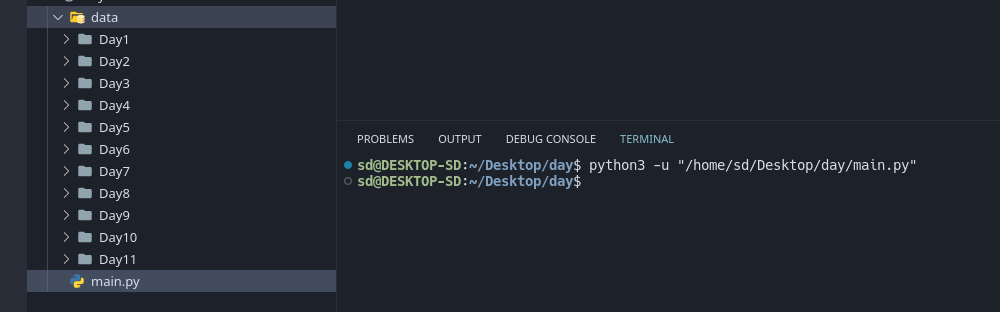 data
Day1
Day2
Day3
Day4
Day5
Day6
Day7
Day8
Day9
Day10
Day11
main.py
PROBLEMS OUTPUT DEBUG CONSOLE TERMINAL
sd@DESKTOP-SD:~/Desktop/day$ python3 -u "/home/sd/Desktop/day/main.py"
sd@DESKTOP-SD:~/Desktop/day$